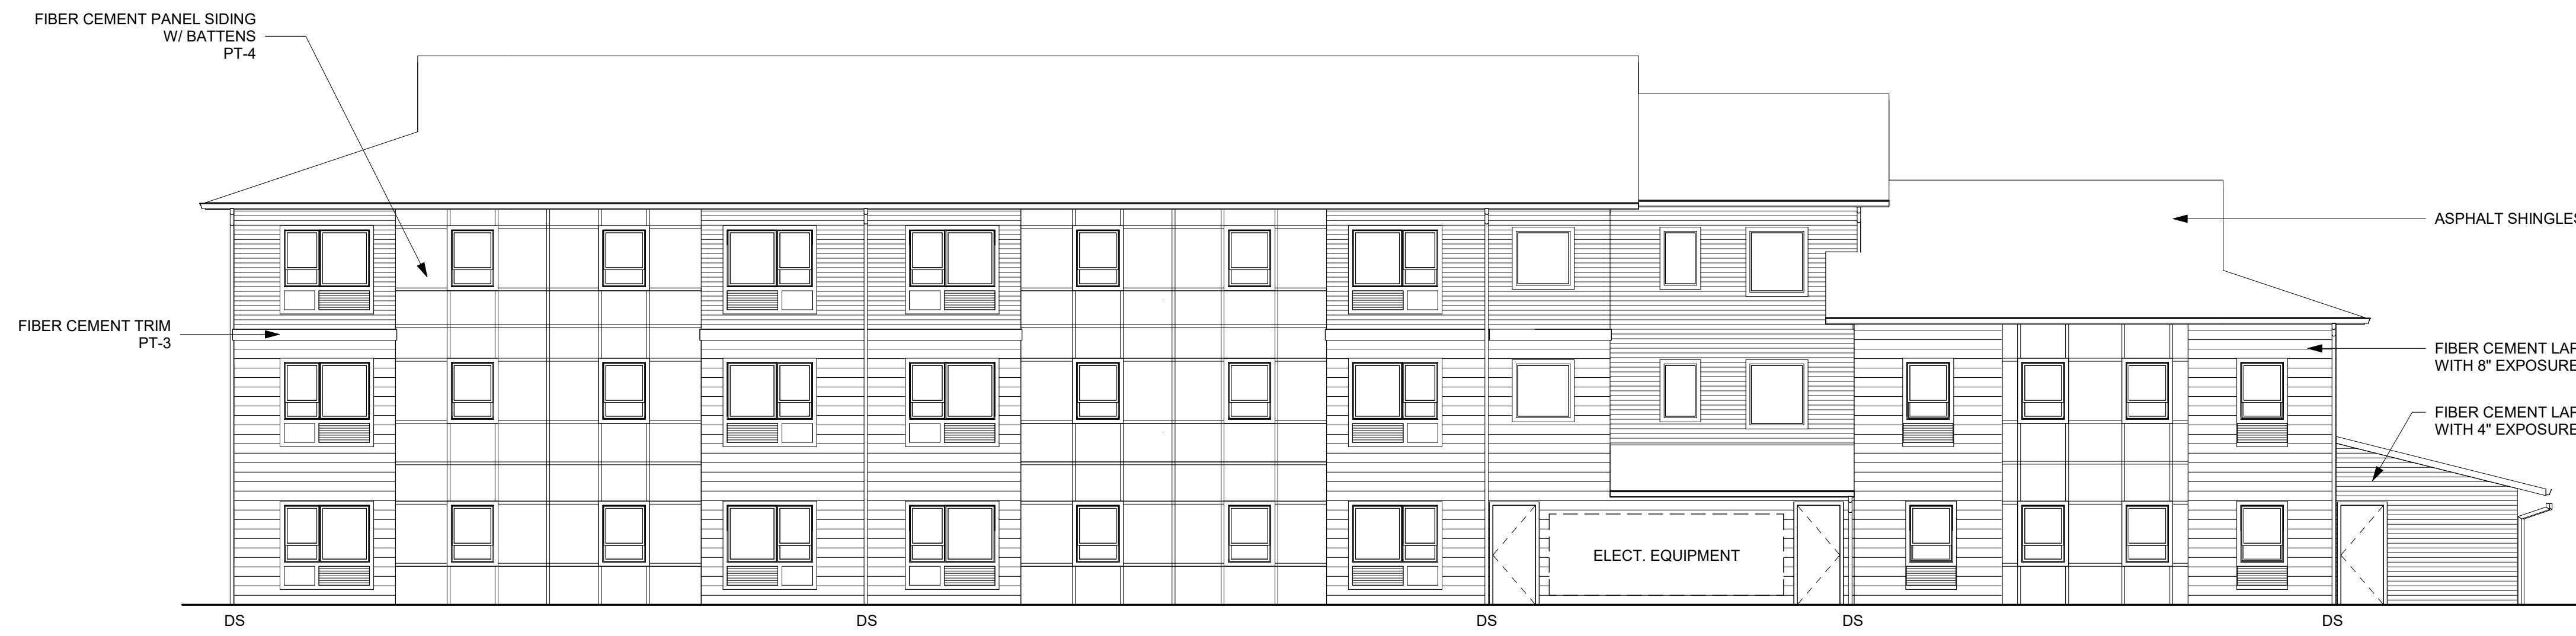 FIBER CEMENT PANEL SIDING
W/ BATTENS
PT-4
FIBER CEMENT TRIM
PT-3
ASPHALT SHINGLES
FIBER CEMENT LAP
WITH 8" EXPOSURE
FIBER CEMENT LAP
WITH 4" EXPOSURE
ELECT. EQUIPMENT
DS
DS
DS
DS
DS